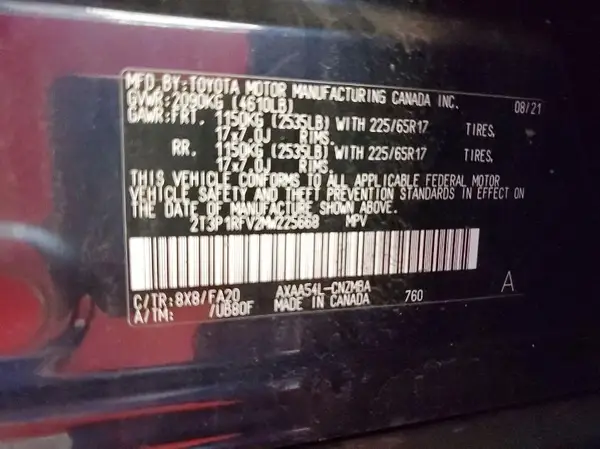 MFD. BY: TOYOTA MOTOR MANUFACTURING CANADA INC.
08/21
GVWR: 2090KG (4610LB)
GAWR: FRT. 1150KG (2535LB) WITH 225/65R17 TIRES,
17x7.0J RIMS.
RR. 1150KG (2535LB) WITH 225/65R17 TIRES,
17x7.0J RIMS.
THIS VEHICLE CONFORMS TO ALL APPLICABLE FEDERAL MOTOR
VEHICLE SAFETY AND THEFT PREVENTION STANDARDS IN EFFECT ON
THE DATE OF MANUFACTURE SHOWN ABOVE.
2T3P1RFV2MW225668 MPV
C/TR: 8X8/FA20 AXAA54L-CNZMBA 760 A
A/TM: /UB80F MADE IN CANADA